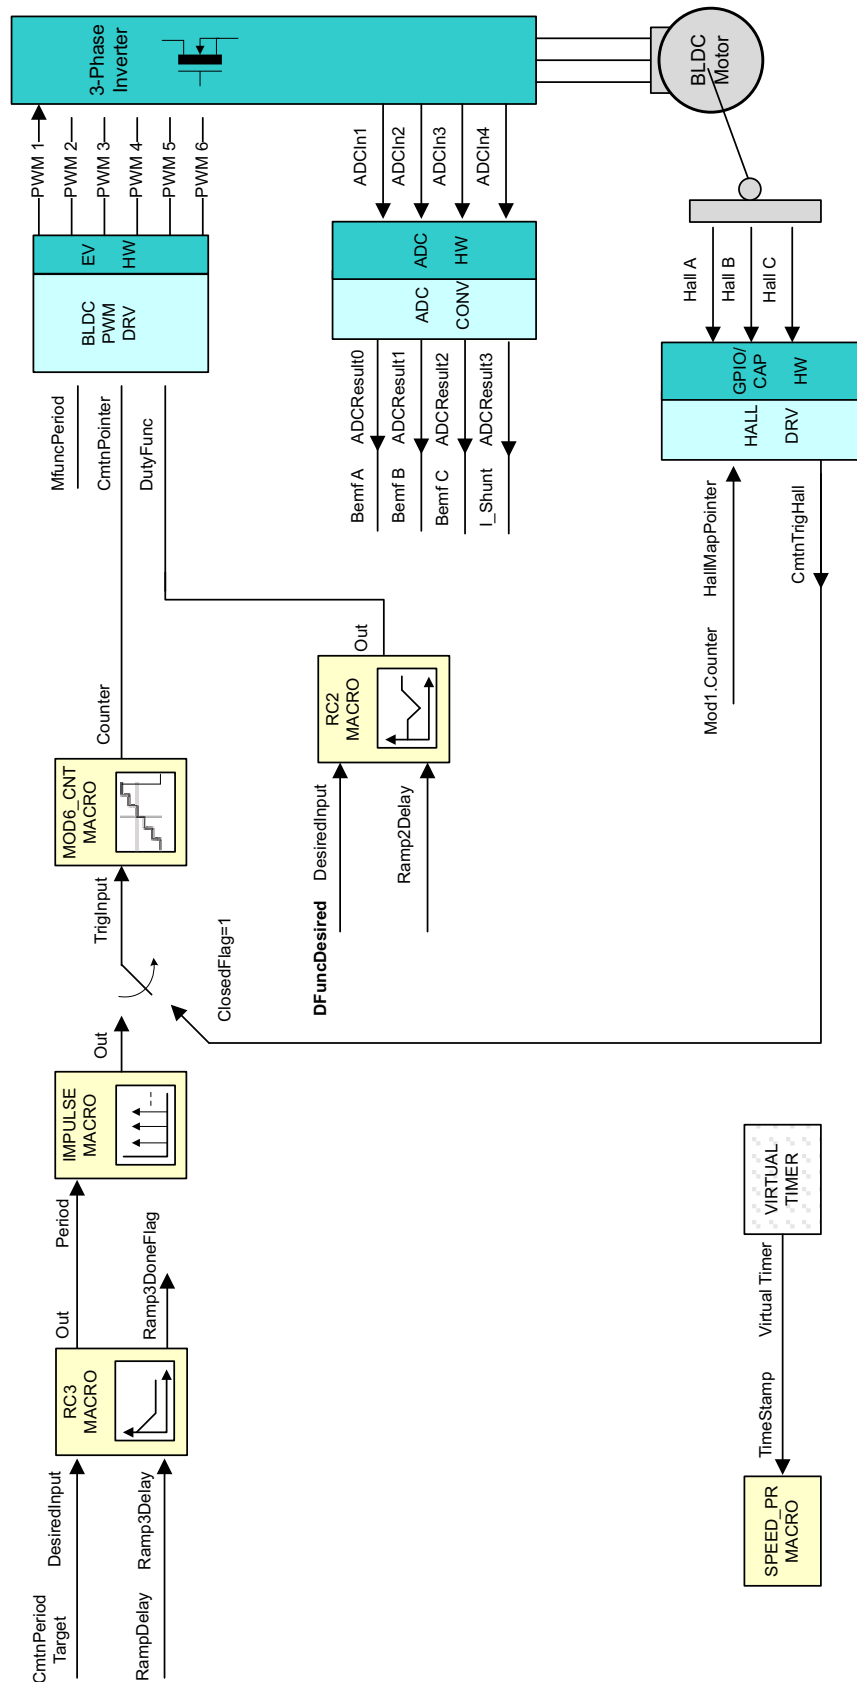 CmtnPeriod
Target
DesiredInput
RampDelay
Ramp3Delay
RC3
MACRO
Out
Period
Ramp3DoneFlag
IMPULSE
MACRO
Out
ClosedFlag=1
TrigInput
MOD6_CNT
MACRO
Counter
DFuncDesired
DesiredInput
Ramp2Delay
RC2
MACRO
Out
MfuncPeriod
CmtnPointer
DutyFunc
BLDC
PWM
DRV
EV
HW
PWM 1
PWM 2
PWM 3
PWM 4
PWM 5
PWM 6
3-Phase
Inverter
ADCIn1
ADCIn2
ADCIn3
ADCIn4
ADC
HW
ADC
CONV
ADCResult0
ADCResult1
ADCResult2
ADCResult3
Bemf A
Bemf B
Bemf C
I_Shunt
BLDC
Motor
Hall A
Hall B
Hall C
GPIO/
CAP
HW
HALL
DRV
HallMapPointer
Mod1.Counter
CmtnTrigHall
VIRTUAL
TIMER
Virtual Timer
TimeStamp
SPEED_PR
MACRO